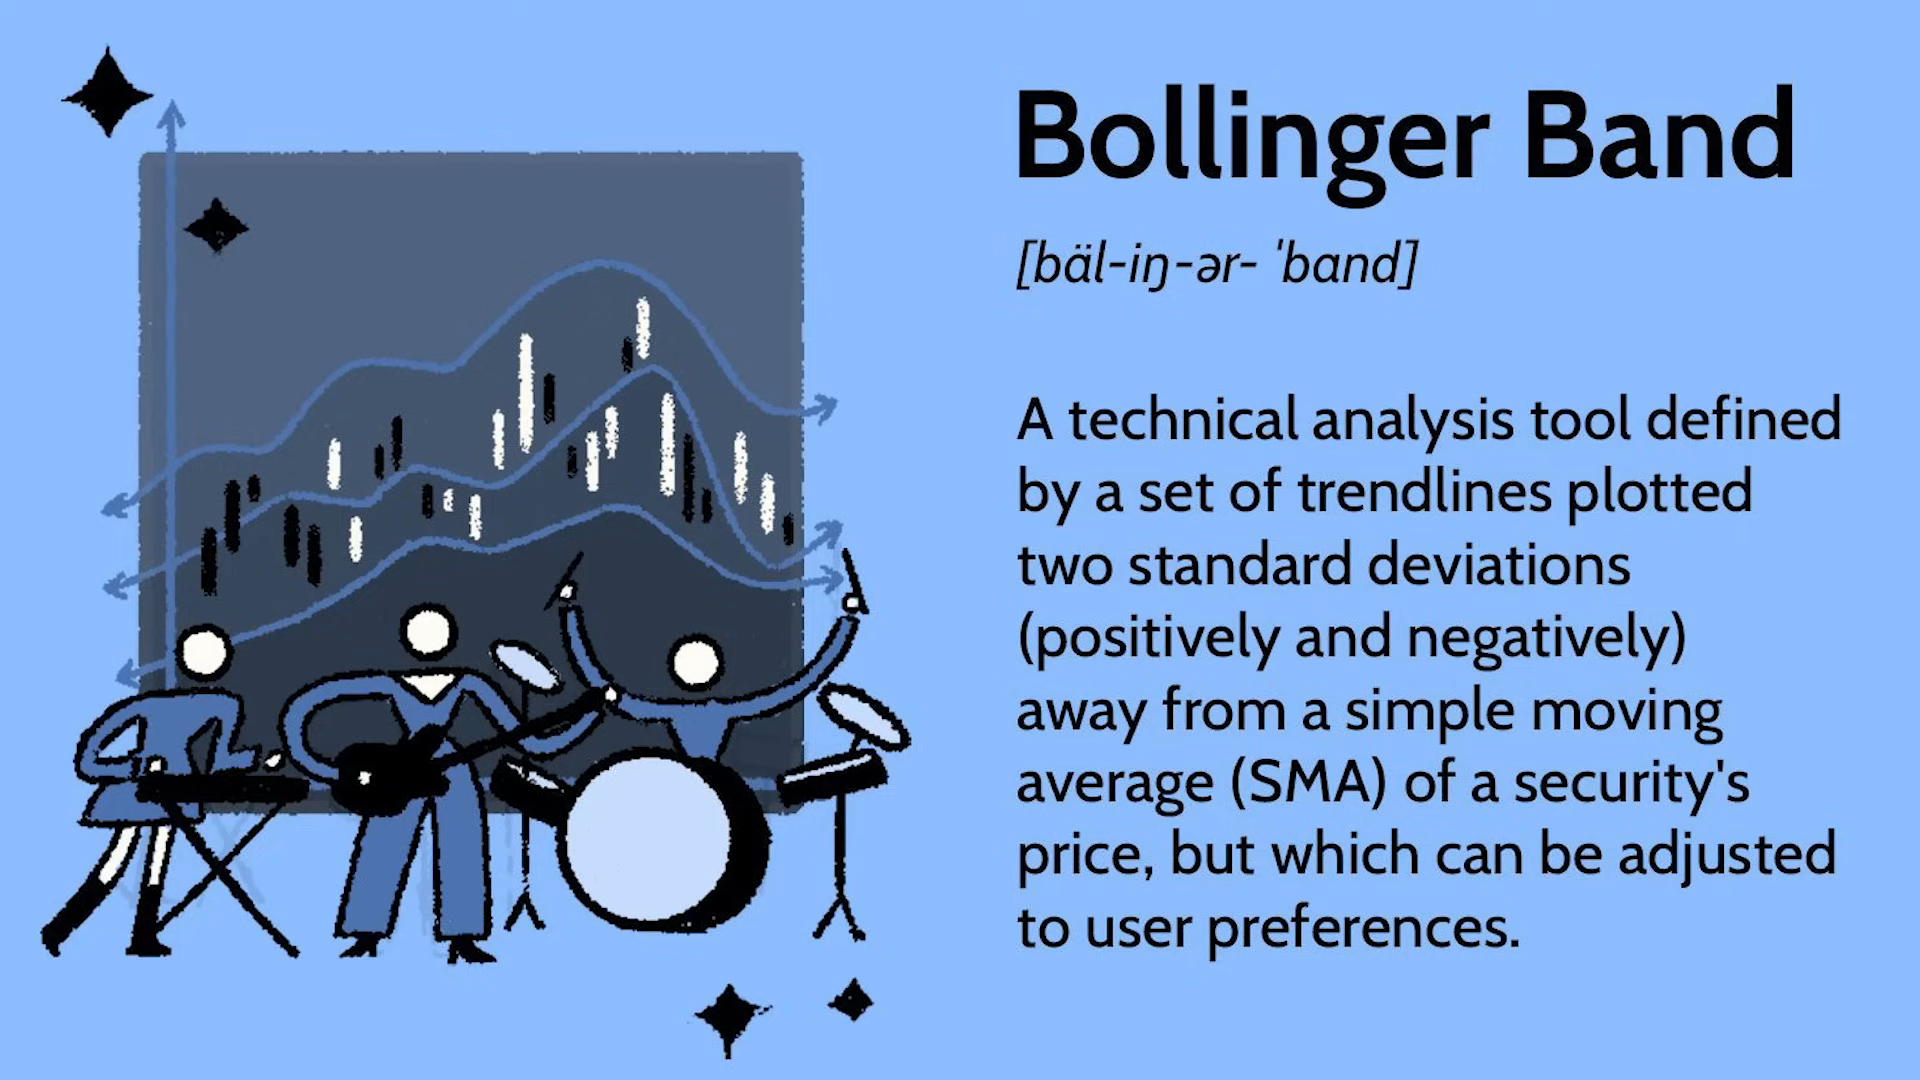 Bollinger Band
[bäl-iŋ-ər- ˈband]
A technical analysis tool defined
by a set of trendlines plotted
two standard deviations
(positively and negatively)
away from a simple moving
average (SMA) of a security's
price, but which can be adjusted
to user preferences.